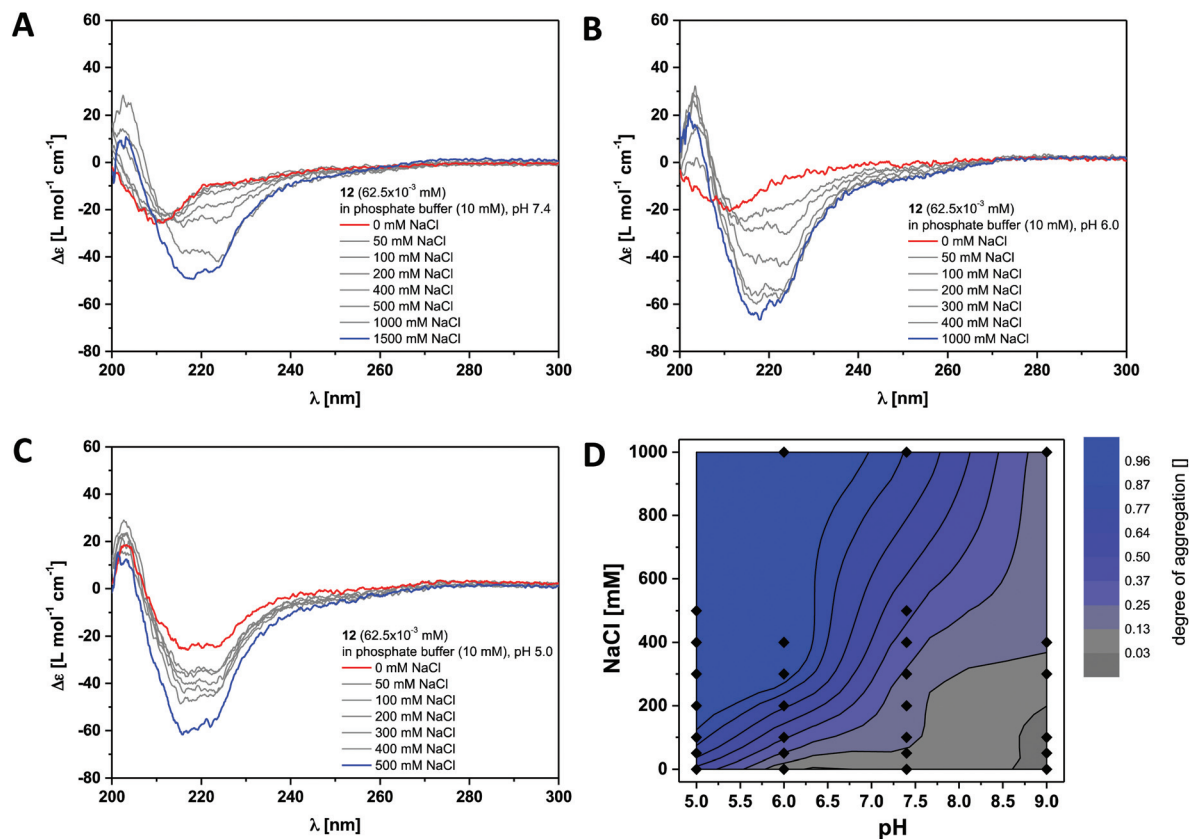 A
60
40
20
0
-20
-40
-60
-80
Δε [L mol⁻¹ cm⁻¹]
12 (62.5x10⁻³ mM)
in phosphate buffer (10 mM), pH 7.4
0 mM NaCl
50 mM NaCl
100 mM NaCl
200 mM NaCl
400 mM NaCl
500 mM NaCl
1000 mM NaCl
1500 mM NaCl
200 220 240 260 280 300
λ [nm]
B
60
40
20
0
-20
-40
-60
-80
Δε [L mol⁻¹ cm⁻¹]
12 (62.5x10⁻³ mM)
in phosphate buffer (10 mM), pH 6.0
0 mM NaCl
50 mM NaCl
100 mM NaCl
200 mM NaCl
300 mM NaCl
400 mM NaCl
1000 mM NaCl
200 220 240 260 280 300
λ [nm]
C
60
40
20
0
-20
-40
-60
-80
Δε [L mol⁻¹ cm⁻¹]
12 (62.5x10⁻³ mM)
in phosphate buffer (10 mM), pH 5.0
0 mM NaCl
50 mM NaCl
100 mM NaCl
200 mM NaCl
300 mM NaCl
400 mM NaCl
500 mM NaCl
200 220 240 260 280 300
λ [nm]
D
1000
800
600
400
200
0
NaCl [mM]
5.0 5.5 6.0 6.5 7.0 7.5 8.0 8.5 9.0
pH
0.96
0.87
0.77
0.64
0.50
0.37
0.25
0.13
0.03
degree of aggregation []